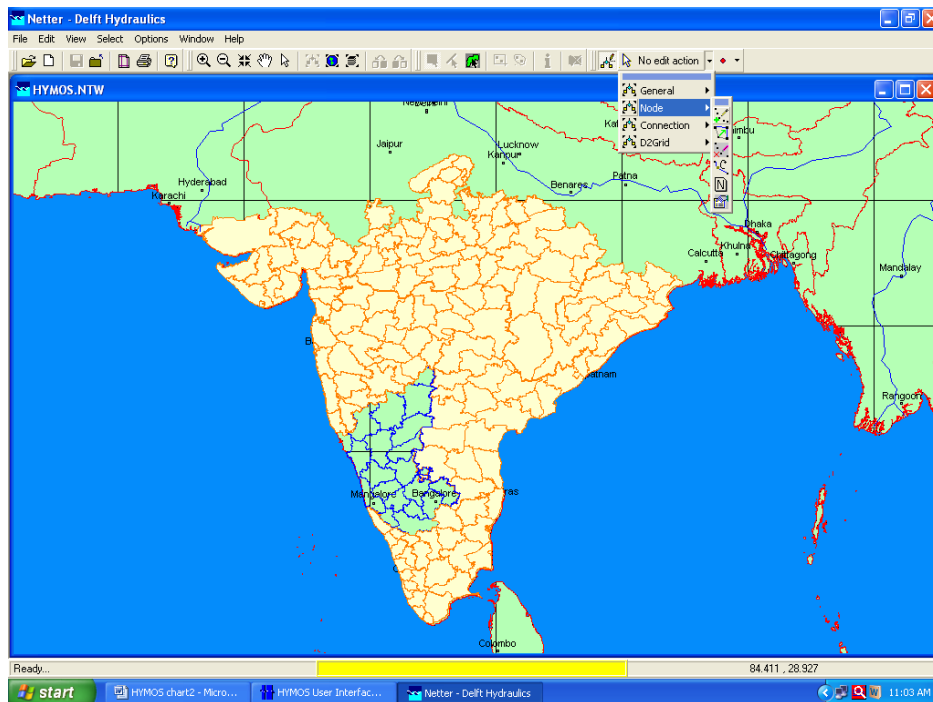 Netter - Delft Hydraulics
File Edit View Select Options Window Help
No edit action
HYMOS.NTW
General
Node
Connection
D2Grid
N
Jaipur
Lucknow
Kanpur
Hyderabad
Karachi
Benares
Patna
Dhaka
Khulna
Calcutta
Chittagong
Mandalay
Rangoon
Mangalore
Bangalore
Colombo
Ready...
84.411 , 28.927
start
HYMOS chart2 - Micro...
HYMOS User Interfac...
Netter - Delft Hydraulics
11:03 AM